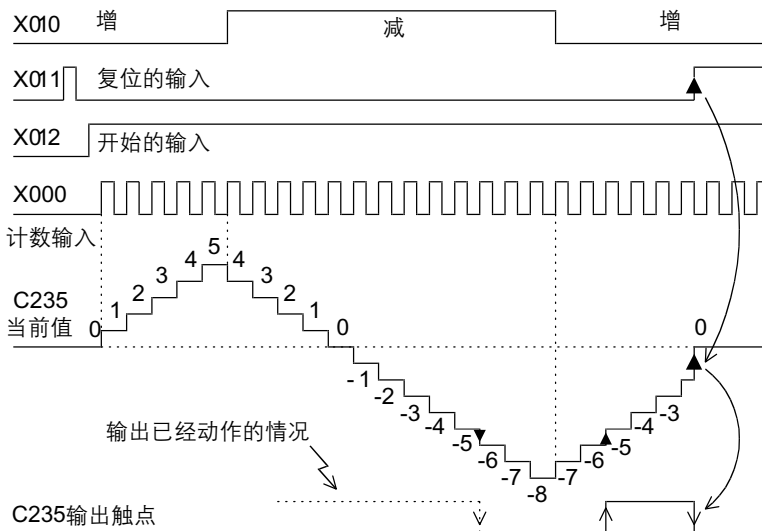 X010 增 减 增
X011 复位的输入
X012 开始的输入
X000
计数输入
C235
当前值
0 1 2 3 4 5 4 3 2 1 0
-1 -2 -3 -4 -5 -6 -7 -8 -7 -6 -5 -4 -3 0
输出已经动作的情况
C235输出触点